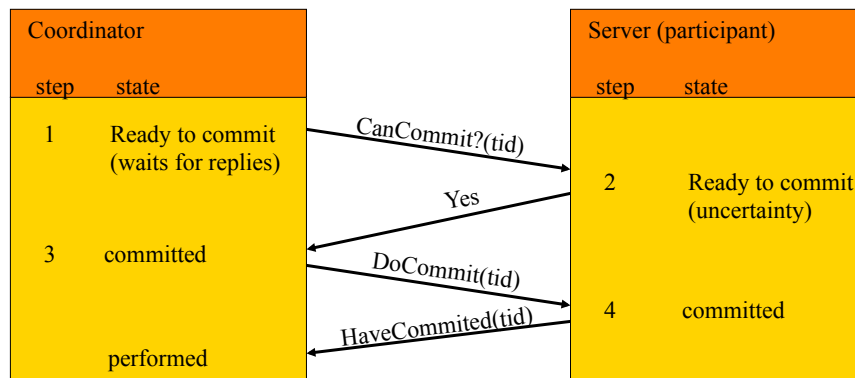 Coordinator
step state
1 Ready to commit
(waits for replies)
3 committed
performed
CanCommit?(tid)
Yes
DoCommit(tid)
HaveCommited(tid)
Server (participant)
step state
2 Ready to commit
(uncertainty)
4 committed